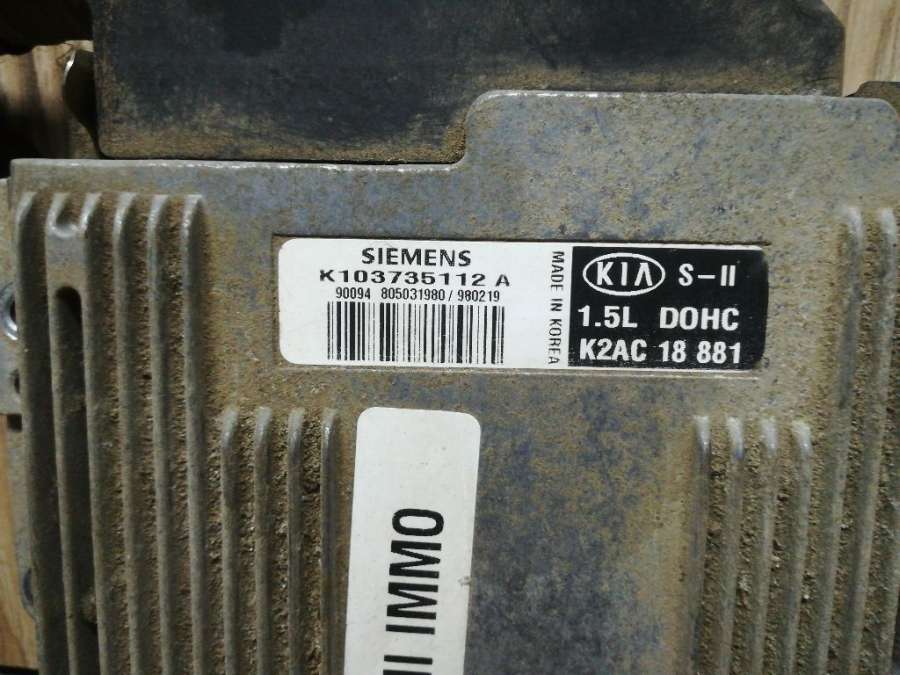 SIEMENS
K103735112 A
90094 805031980 / 980219
MADE IN KOREA
KIA S-II
1.5L DOHC
K2AC 18 881
IMMO